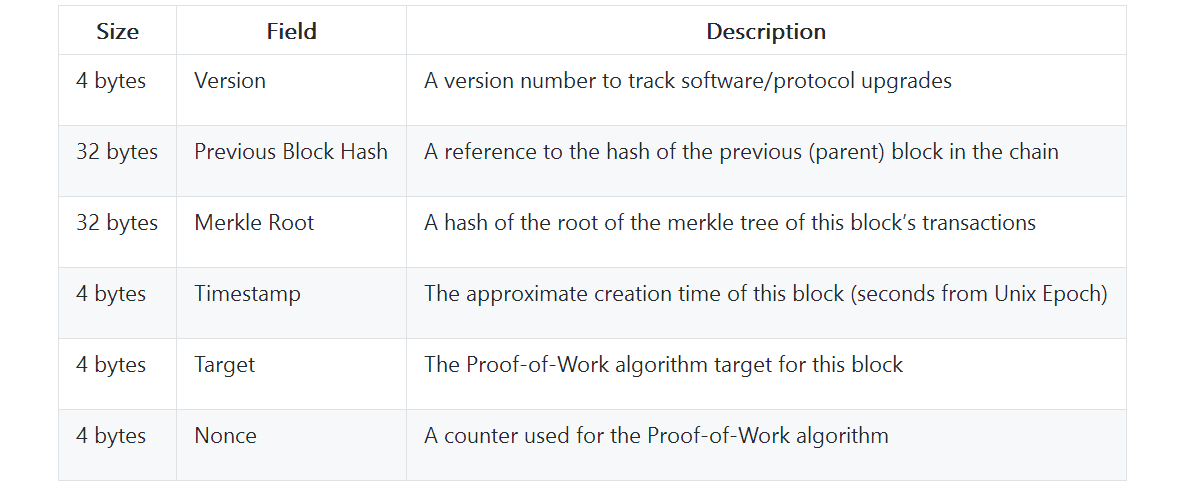 Size Field Description
4 bytes Version A version number to track software/protocol upgrades
32 bytes Previous Block Hash A reference to the hash of the previous (parent) block in the chain
32 bytes Merkle Root A hash of the root of the merkle tree of this block’s transactions
4 bytes Timestamp The approximate creation time of this block (seconds from Unix Epoch)
4 bytes Target The Proof-of-Work algorithm target for this block
4 bytes Nonce A counter used for the Proof-of-Work algorithm